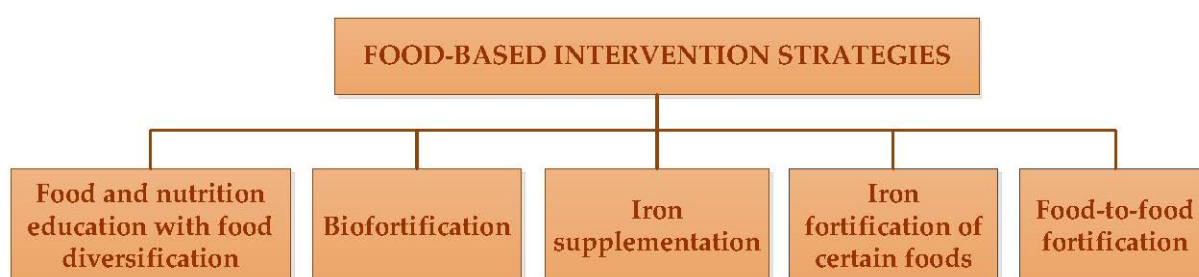 FOOD-BASED INTERVENTION STRATEGIES
Food and nutrition
education with food
diversification
Biofortification
Iron
supplementation
Iron
fortification of
certain foods
Food-to-food
fortification